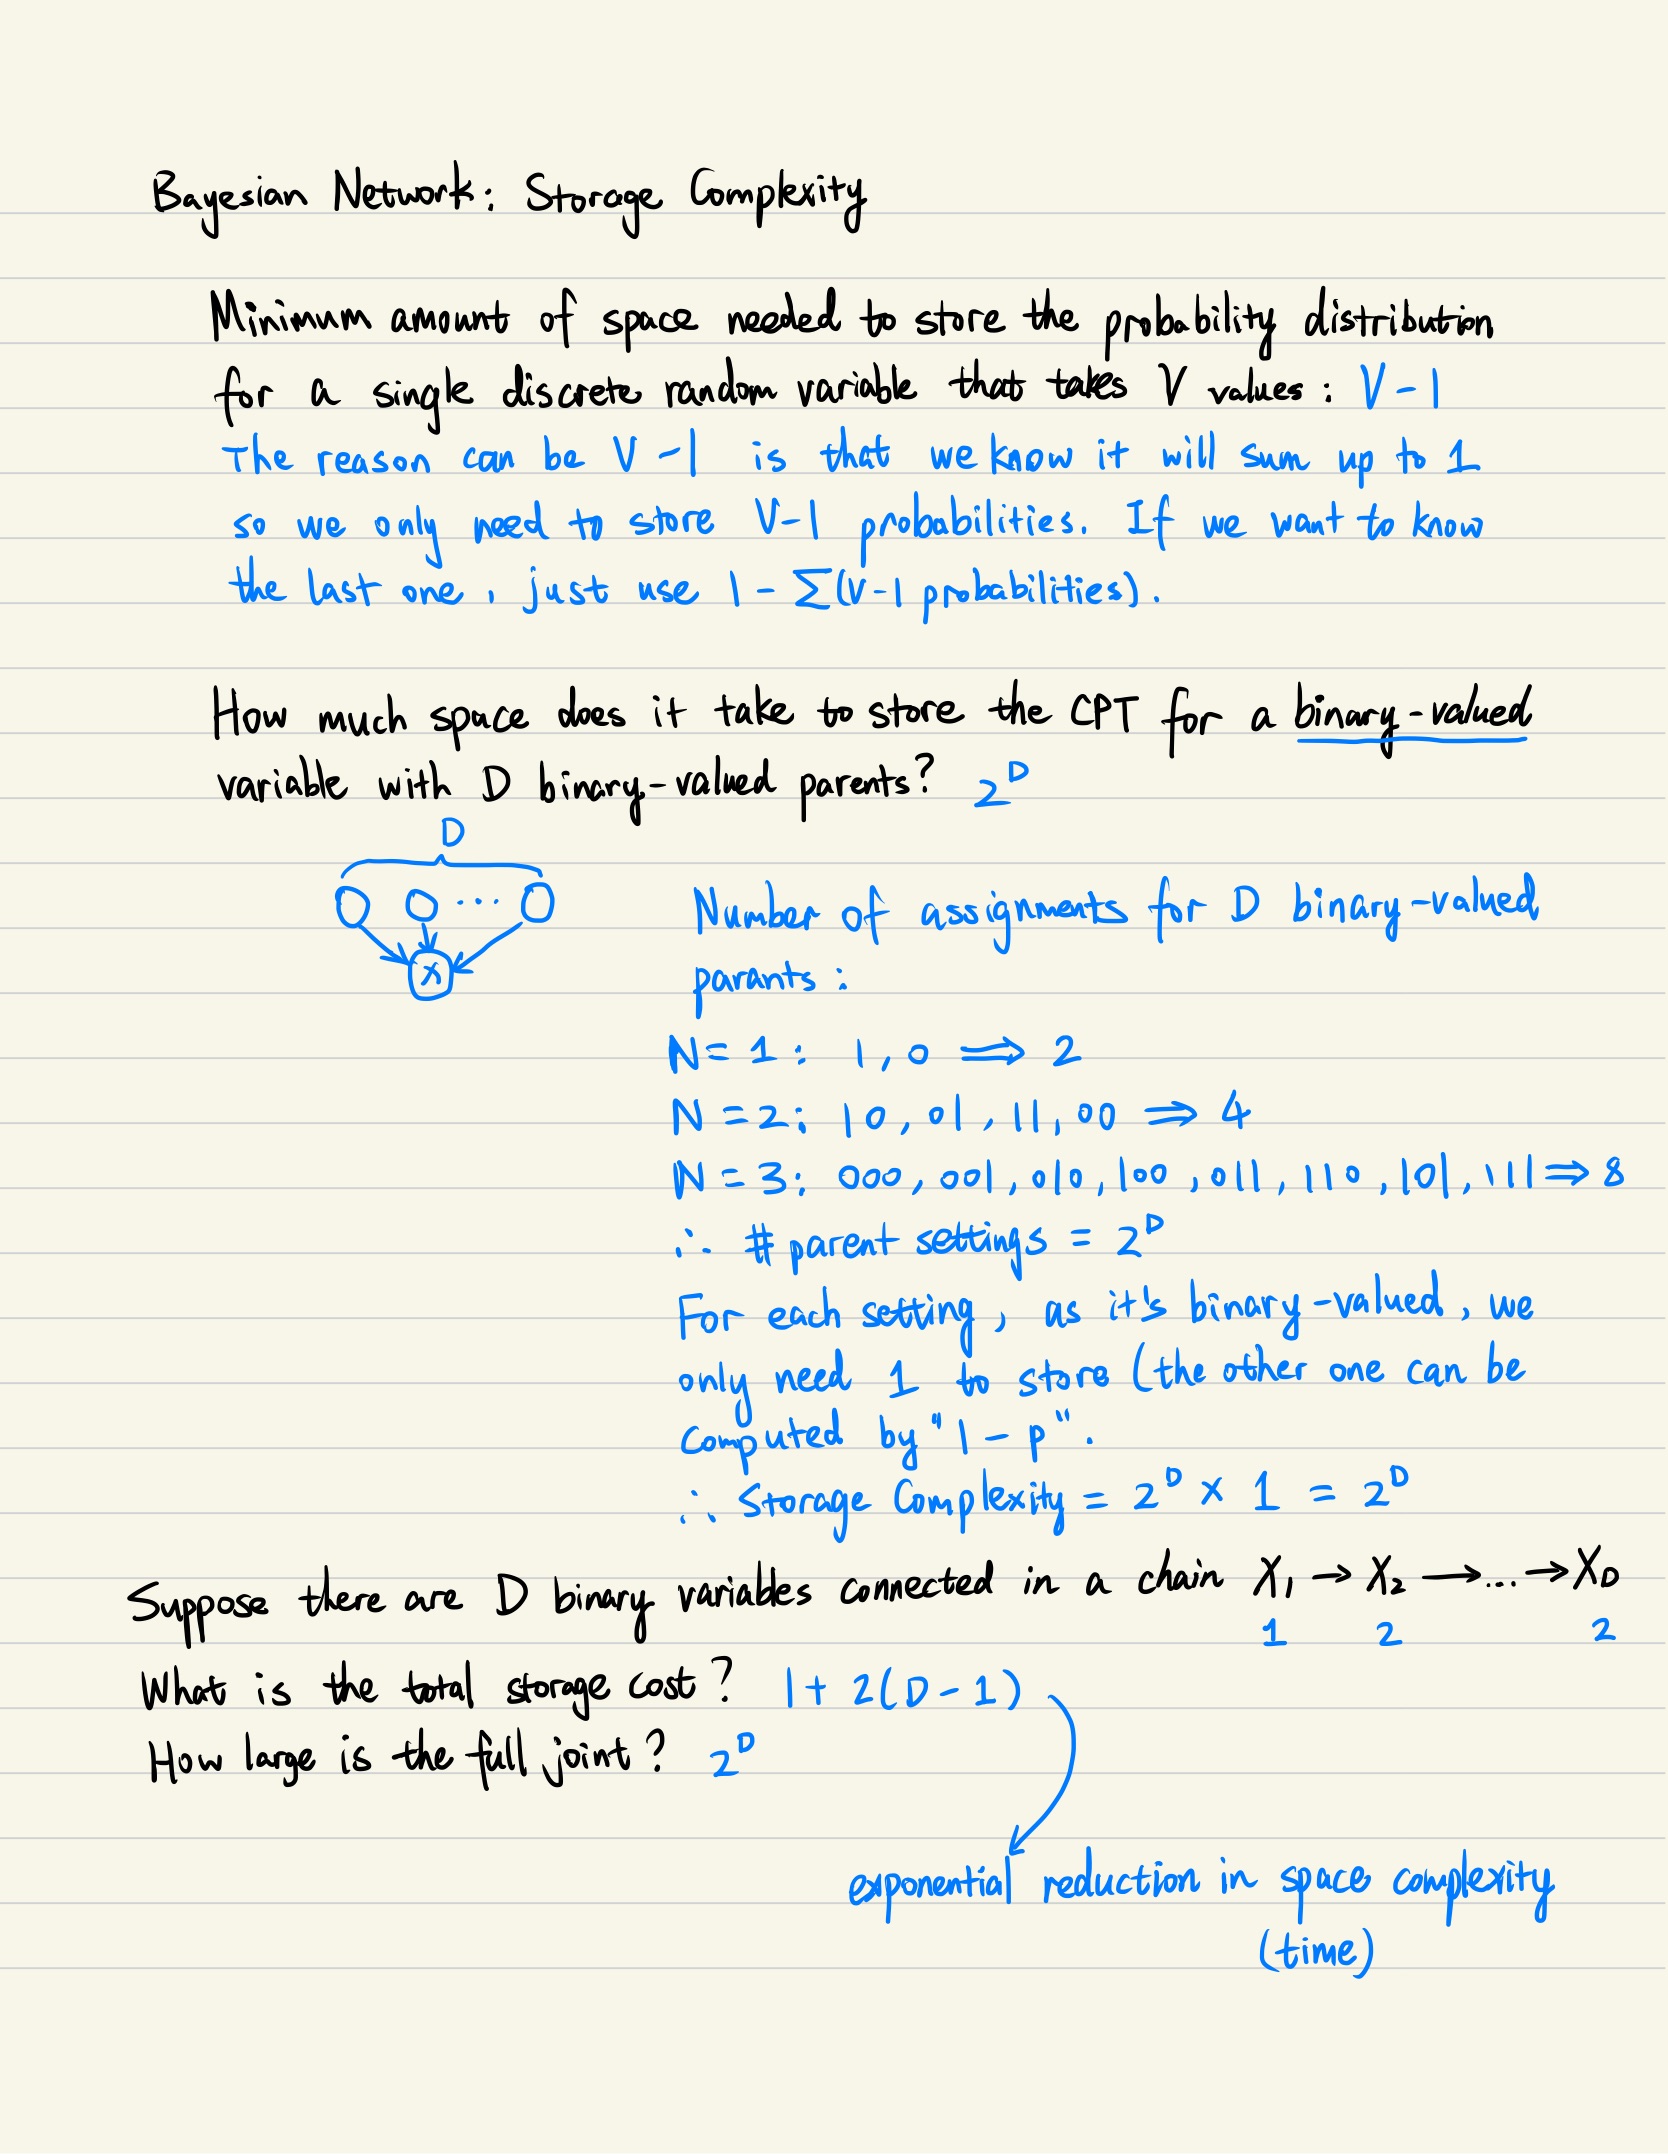 Bayesian Network: Storage Complexity
Minimum amount of space needed to store the probability distribution
for a single discrete random variable that takes V values: V-1
The reason can be V-1 is that we know it will sum up to 1
so we only need to store V-1 probabilities. If we want to know
the last one, just use 1 - ∑(V-1 probabilities).
How much space does it take to store the CPT for a binary-valued
variable with D binary-valued parents? 2^D
D
...
X
Number of assignments for D binary-valued
parants:
N=1: 1, 0 ⟹ 2
N=2: 10, 01, 11, 00 ⟹ 4
N=3: 000, 001, 010, 100, 011, 110, 101, 111 ⟹ 8
∴ # parent settings = 2^D
For each setting, as it's binary-valued, we
only need 1 to store (the other one can be
computed by "1-p".
∴ Storage Complexity = 2^D × 1 = 2^D
Suppose there are D binary variables connected in a chain X₁ → X₂ → ... → X_D
1 2 2
What is the total storage cost? 1+2(D-1)
How large is the full joint? 2^D
exponential reduction in space complexity
(time)